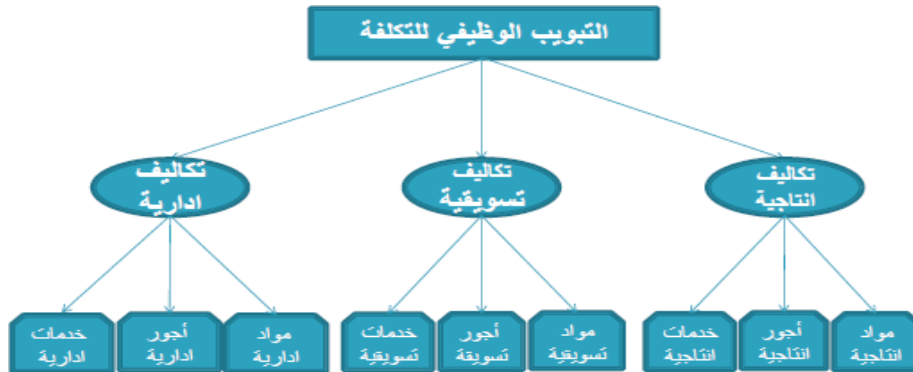 التبويب الوظيفي للتكلفة
تكاليف
انتاجية
تكاليف
تسويقية
تكاليف
ادارية
مواد
انتاجية
أجور
انتاجية
خدمات
انتاجية
مواد
تسويقية
أجور
تسويقة
خدمات
تسويقية
مواد
ادارية
أجور
ادارية
خدمات
ادارية